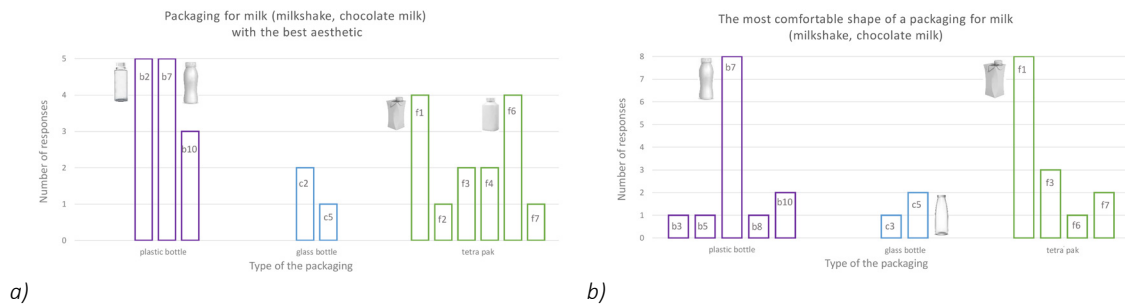 Packaging for milk (milkshake, chocolate milk)
with the best aesthetic
Number of responses
5
4
3
2
1
0
b2
b7
b10
c2
c5
f1
f2
f3
f4
f6
f7
plastic bottle
glass bottle
tetra pak
Type of the packaging
a)
The most comfortable shape of a packaging for milk
(milkshake, chocolate milk)
Number of responses
8
7
6
5
4
3
2
1
0
b3
b5
b7
b8
b10
c3
c5
f1
f3
f6
f7
plastic bottle
glass bottle
tetra pak
Type of the packaging
b)